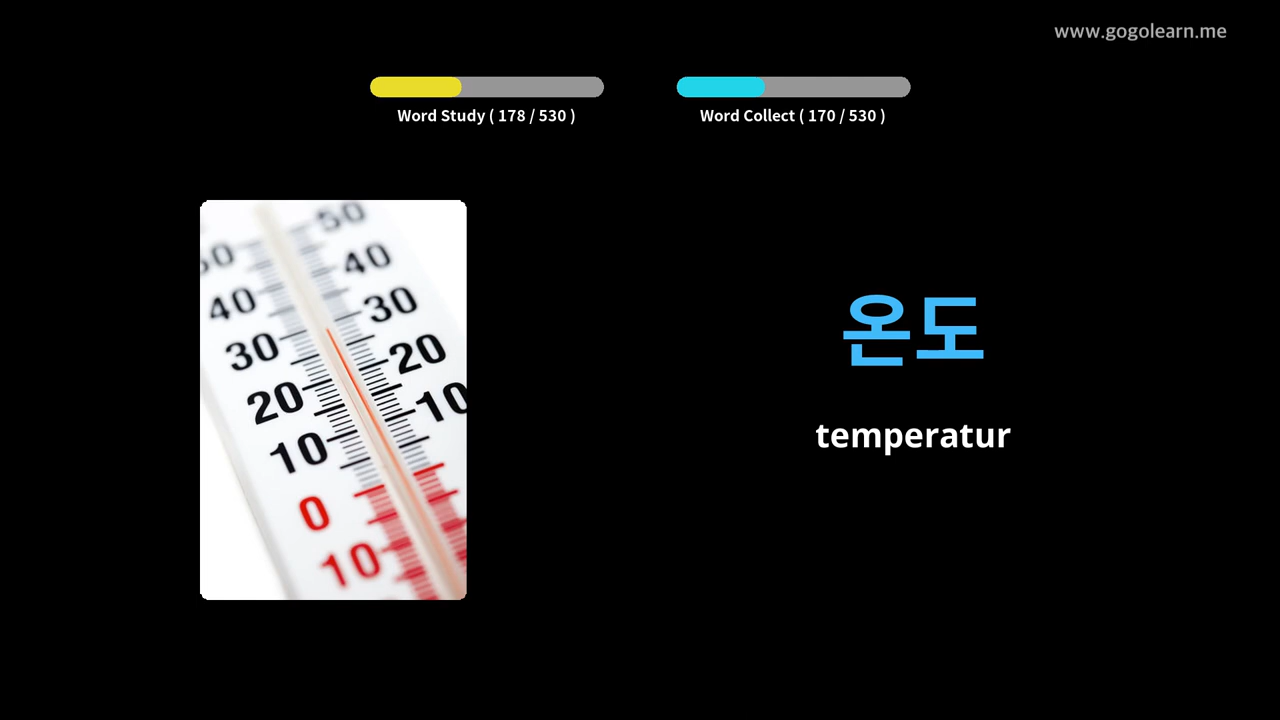 www.gogolearn.me
Word Study ( 178 / 530 )
Word Collect ( 170 / 530 )
50
50
40
40
30
30
20
20
10
10
0
10
온도
temperatur